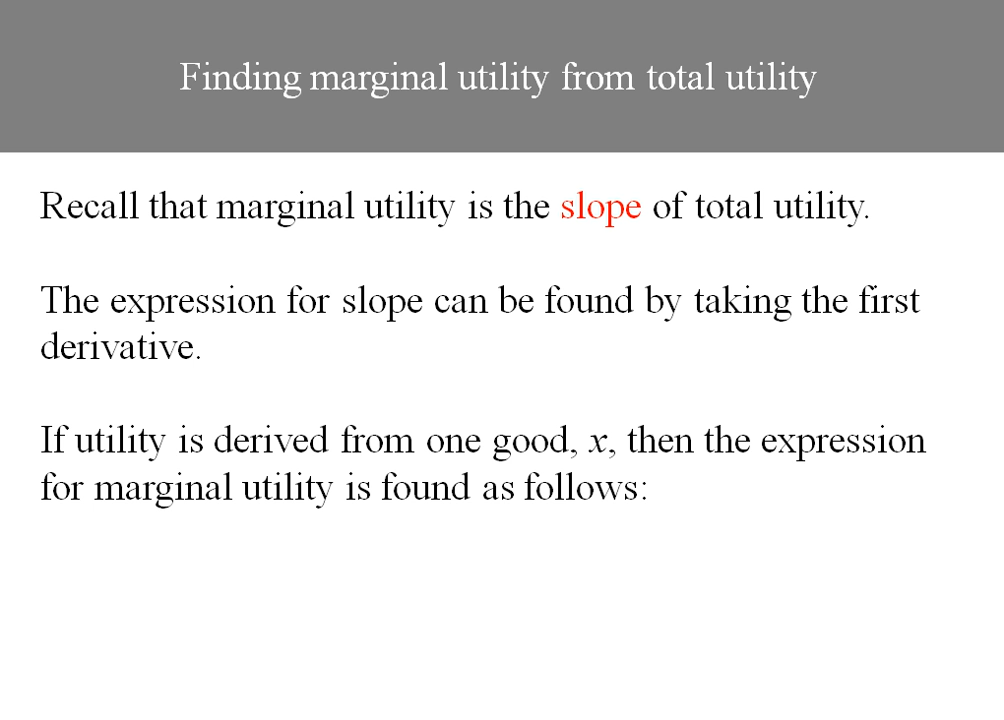 Finding marginal utility from total utility
Recall that marginal utility is the slope of total utility.
The expression for slope can be found by taking the first
derivative.
If utility is derived from one good, x, then the expression
for marginal utility is found as follows: